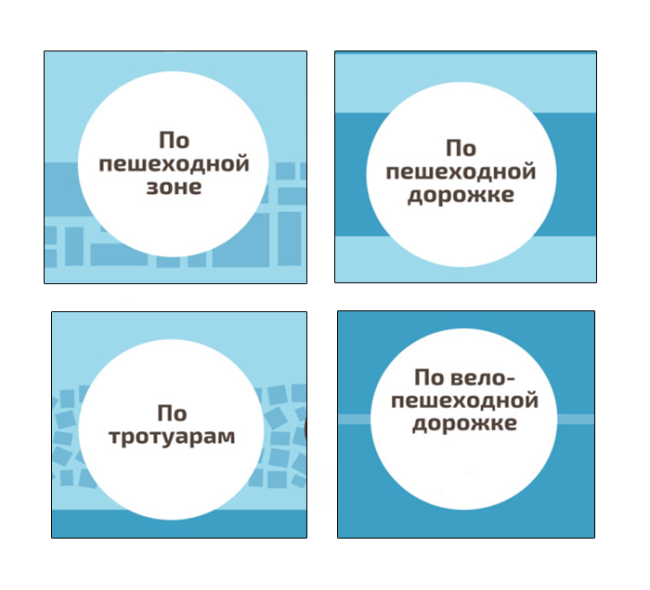 По
пешеходной
зоне
По
пешеходной
дорожке
По
тротуарам
По вело-
пешеходной
дорожке